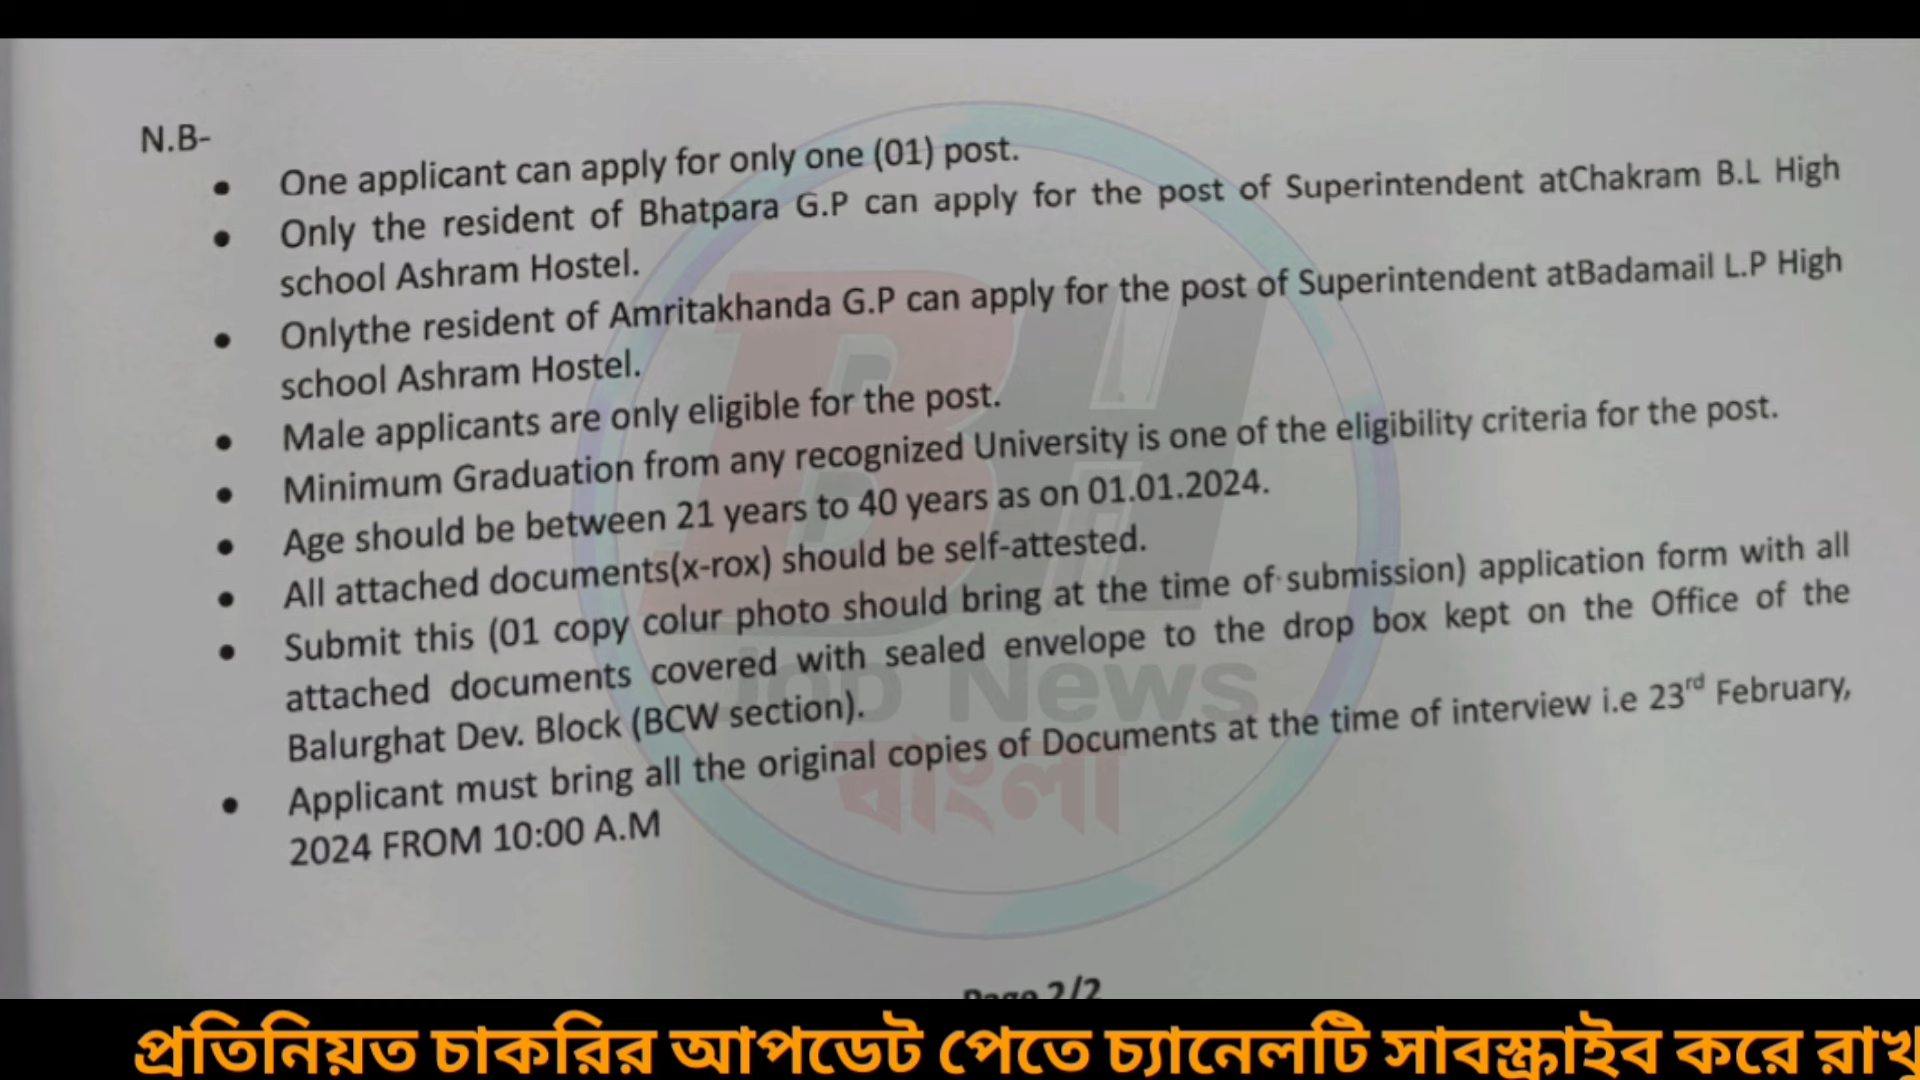 N.B-
One applicant can apply for only one (01) post.
Only the resident of Bhatpara G.P can apply for the post of Superintendent atChakram B.L High
school Ashram Hostel.
Onlythe resident of Amritakhanda G.P can apply for the post of Superintendent atBadamail L.P High
school Ashram Hostel.
Male applicants are only eligible for the post.
Minimum Graduation from any recognized University is one of the eligibility criteria for the post.
Age should be between 21 years to 40 years as on 01.01.2024.
All attached documents(x-rox) should be self-attested.
Submit this (01 copy colur photo should bring at the time of submission) application form with all
attached documents covered with sealed envelope to the drop box kept on the Office of the
Balurghat Dev. Block (BCW section).
Applicant must bring all the original copies of Documents at the time of interview i.e 23rd February,
2024 FROM 10:00 A.M
BH
Job News
বাংলা
Page 2/2
প্রতিনিয়ত চাকরির আপডেট পেতে চ্যানেলটি সাবস্ক্রাইব করে